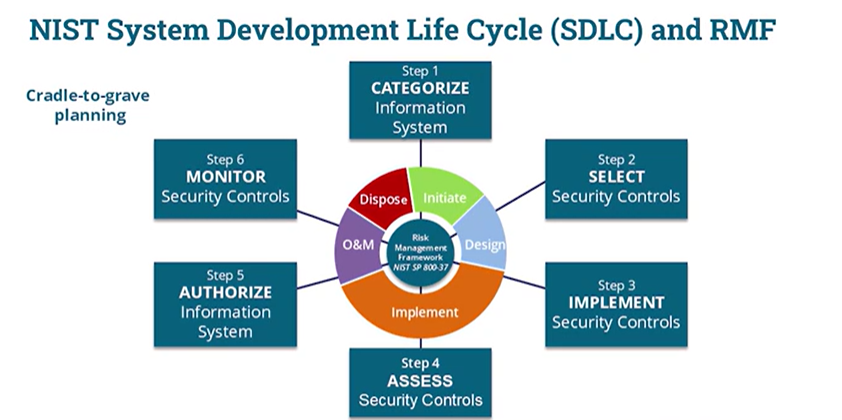 NIST System Development Life Cycle (SDLC) and RMF
Cradle-to-grave
planning
Step 1
CATEGORIZE
Information
System
Step 2
SELECT
Security Controls
Step 3
IMPLEMENT
Security Controls
Step 4
ASSESS
Security Controls
Step 5
AUTHORIZE
Information
System
Step 6
MONITOR
Security Controls
Dispose
Initiate
O&M
Design
Implement
Risk
Management
Framework
NIST SP 800-37